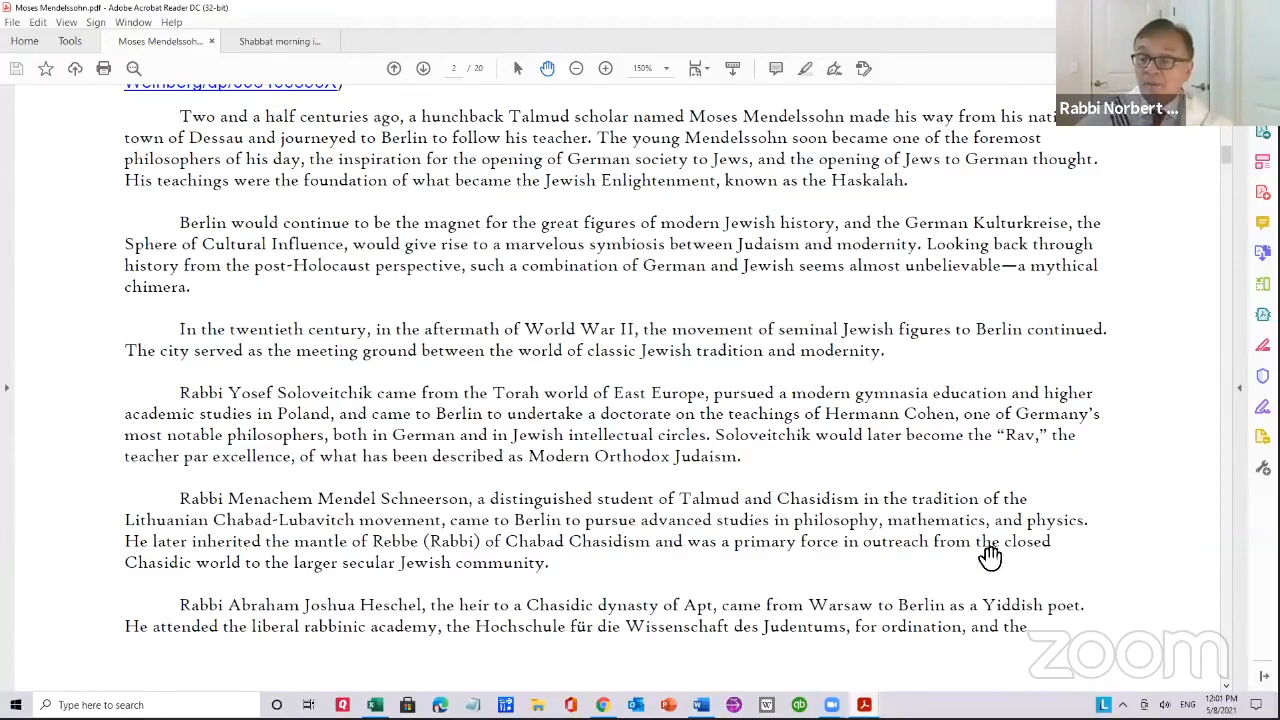 Moses Mendelssohn.pdf - Adobe Acrobat Reader DC (32-bit)
File Edit View Sign Window Help
Home Tools Moses Mendelssoh... × Shabbat morning i...
2 / 20 150%
Rabbi Norbert ...
Two and a half centuries ago, a hunchback Talmud scholar named Moses Mendelssohn made his way from his nati
town of Dessau and journeyed to Berlin to follow his teacher. The young Mendelssohn soon became one of the foremost
philosophers of his day, the inspiration for the opening of German society to Jews, and the opening of Jews to German thought.
His teachings were the foundation of what became the Jewish Enlightenment, known as the Haskalah.
Berlin would continue to be the magnet for the great figures of modern Jewish history, and the German Kulturkreise, the
Sphere of Cultural Influence, would give rise to a marvelous symbiosis between Judaism and modernity. Looking back through
history from the post-Holocaust perspective, such a combination of German and Jewish seems almost unbelievable—a mythical
chimera.
In the twentieth century, in the aftermath of World War II, the movement of seminal Jewish figures to Berlin continued.
The city served as the meeting ground between the world of classic Jewish tradition and modernity.
Rabbi Yosef Soloveitchik came from the Torah world of East Europe, pursued a modern gymnasia education and higher
academic studies in Poland, and came to Berlin to undertake a doctorate on the teachings of Hermann Cohen, one of Germany's
most notable philosophers, both in German and in Jewish intellectual circles. Soloveitchik would later become the “Rav,” the
teacher par excellence, of what has been described as Modern Orthodox Judaism.
Rabbi Menachem Mendel Schneerson, a distinguished student of Talmud and Chasidism in the tradition of the
Lithuanian Chabad-Lubavitch movement, came to Berlin to pursue advanced studies in philosophy, mathematics, and physics.
He later inherited the mantle of Rebbe (Rabbi) of Chabad Chasidism and was a primary force in outreach from the closed
Chasidic world to the larger secular Jewish community.
Rabbi Abraham Joshua Heschel, the heir to a Chasidic dynasty of Apt, came from Warsaw to Berlin as a Yiddish poet.
He attended the liberal rabbinic academy, the Hochschule für die Wissenschaft des Judentums, for ordination, and the
zoom
Type here to search
ENG
12:01 PM
5/8/2021